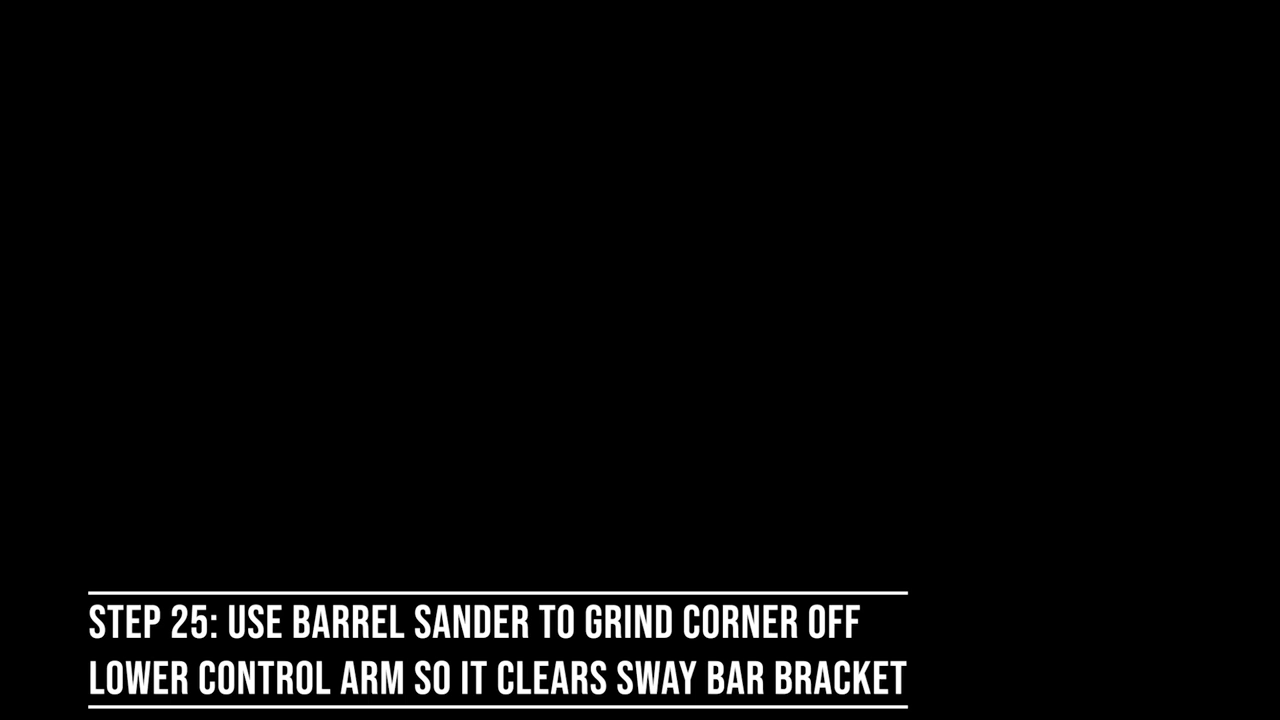 STEP 25: USE BARREL SANDER TO GRIND CORNER OFF
LOWER CONTROL ARM SO IT CLEARS SWAY BAR BRACKET